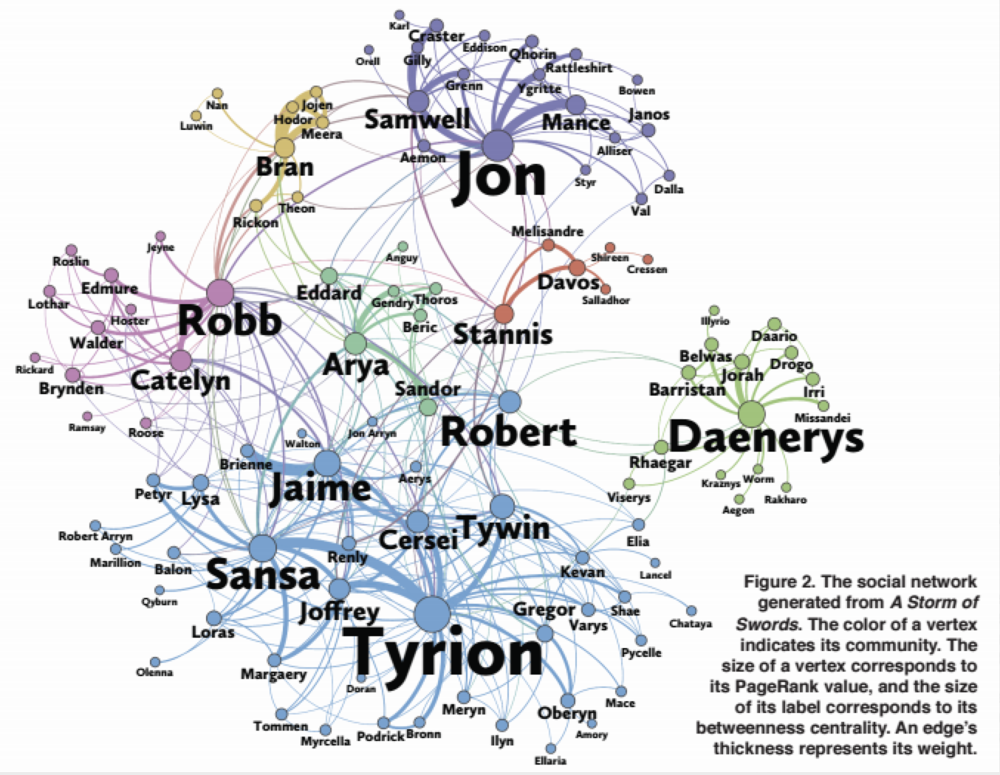 Karl
Craster
Eddison
Orell
Gilly
Qhorin
Rattleshirt
Grenn
Ygritte
Bowen
Nan
Jojen
Hodor
Luwin
Meera
Samwell
Mance
Janos
Bran
Aemon
Alliser
Jon
Styr
Dalla
Theon
Rickon
Val
Melisandre
Jeyne
Anguy
Shireen
Roslin
Cressen
Edmure
Eddard
Davos
Lothar
Gendry
Thoros
Salladhor
Hoster
Robb
Beric
Illyrio
Walder
Stannis
Daario
Belwas
Rickard
Arya
Drogo
Brynden
Catelyn
Sandor
Jorah
Barristan
Irri
Missandei
Ramsay
Roose
Jon Arryn
Robert
Daenerys
Walton
Brienne
Rhaegar
Aerys
Worm
Kraznys
Petyr
Lysa
Jaime
Viserys
Rakharo
Aegon
Robert Arryn
Cersei
Tywin
Elia
Marillion
Balon
Renly
Kevan
Lancel
Sansa
Qyburn
Joffrey
Gregor
Varys
Shae
Chataya
Loras
Tyrion
Pycelle
Olenna
Margaery
Doran
Mace
Meryn
Oberyn
Tommen
Myrcella
Podrick
Bronn
Ilyn
Amory
Ellaria
Figure 2. The social network
generated from A Storm of
Swords. The color of a vertex
indicates its community. The
size of a vertex corresponds to
its PageRank value, and the size
of its label corresponds to its
betweenness centrality. An edge’s
thickness represents its weight.